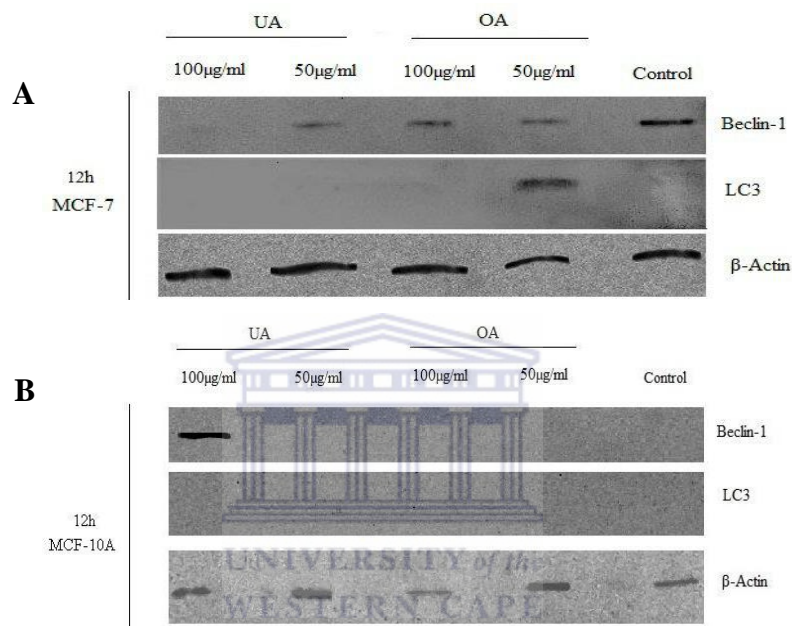 UA OA
100µg/ml 50µg/ml 100µg/ml 50µg/ml Control
A
Beclin-1
12h
MCF-7
LC3
β-Actin
UA OA
100µg/ml 50µg/ml 100µg/ml 50µg/ml Control
B
Beclin-1
LC3
12h
MCF-10A
β-Actin
UNIVERSITY of the
WESTERN CAPE